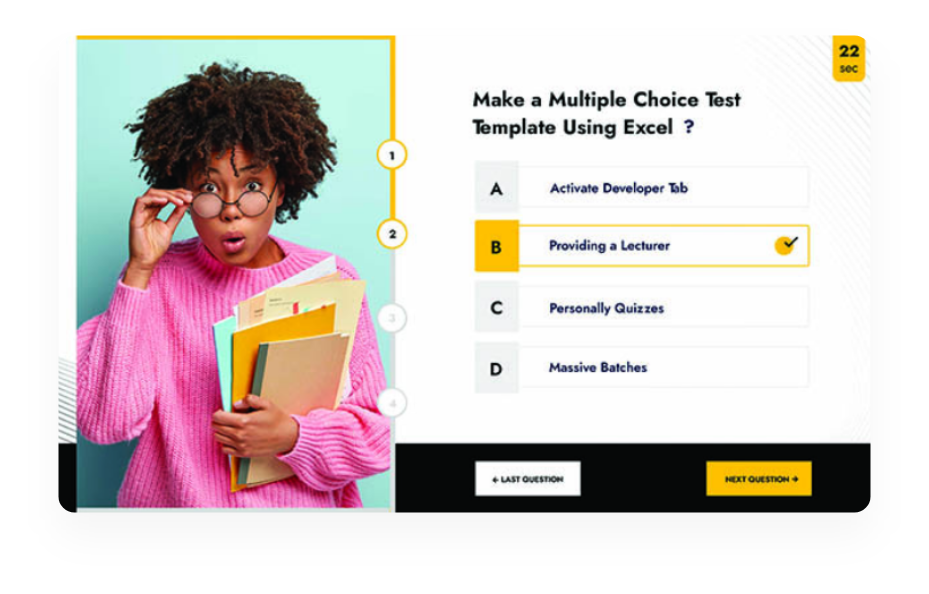 22
sec
Make a Multiple Choice Test
Template Using Excel ?
1
2
3
4
A Activate Developer Tab
B Providing a Lecturer
C Personally Quizzes
D Massive Batches
← LAST QUESTION
NEXT QUESTION →